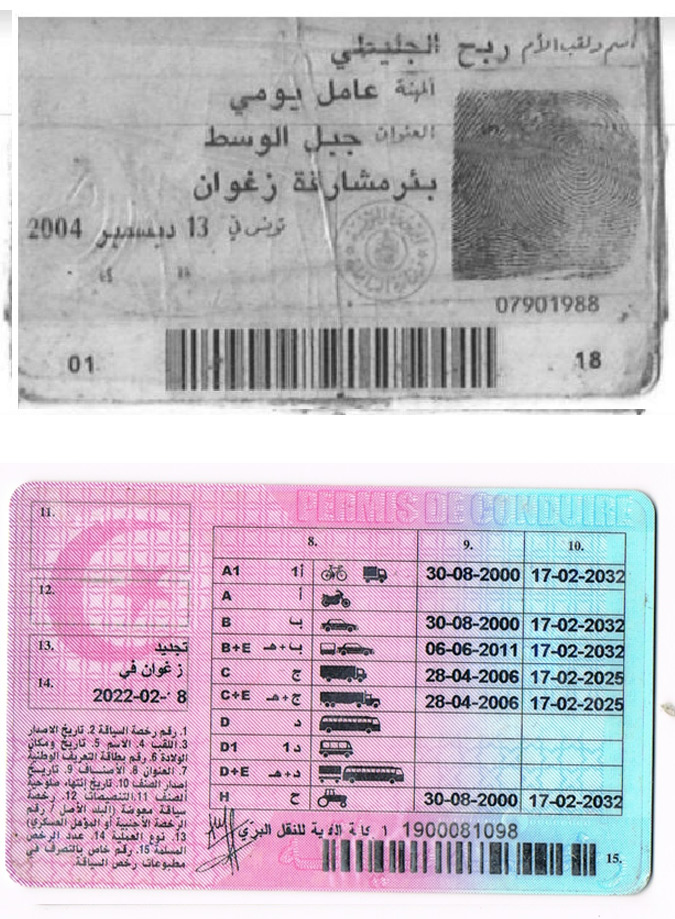 اسم ولقب الأم ربح الجليطي
المهنة عامل يومي
العنوان جبل الوسط
بئرمشارقة زغوان
تونس في 13 ديسمبر 2004
07901988
01
18
PERMIS DE CONDUIRE
11.
8. 9. 10.
A1 أ1 30-08-2000 17-02-2032
12.
A أ
B ب 30-08-2000 17-02-2032
13. تجديد
B+E ب+هـ 06-06-2011 17-02-2032
زغوان في
C ج 28-04-2006 17-02-2025
14.
2022-02- 8
C+E ج+هـ 28-04-2006 17-02-2025
D د
D1 د1
D+E د+هـ
H ح 30-08-2000 17-02-2032
1. رقم رخصة السياقة 2. تاريخ الاصدار
3. اللقب 4. الاسم 5. تاريخ ومكان
الولادة 6. رقم بطاقة التعريف الوطنية
7. العنوان 8. الأصناف 9. تاريخ
إصدار الصنف 10. تاريخ إنتهاء صلوحية
الصنف 11. التنصيصات 12. رخصة
سياقة معوضة (البلد الأصل / رقم
الرخصة الأجنبية أو المؤهل العسكري)
13. نوع العملية 14. عدد الرخص
السلمة 15. رقم خاص بالتصرف في
مطبوعات رخص السياقة.
كالة الفنية للنقل البري 1900081098
15.